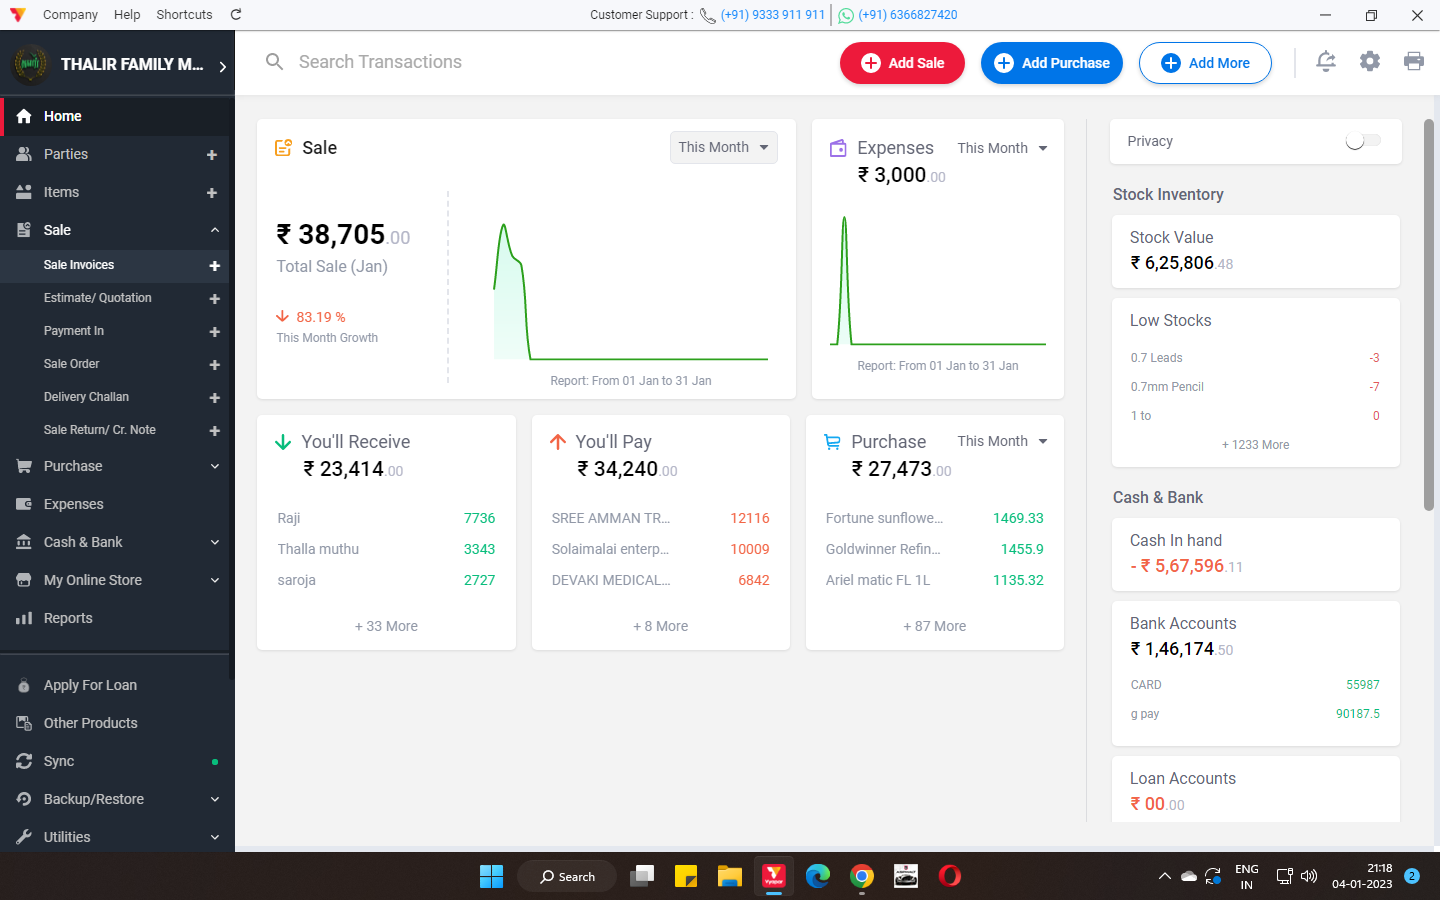 Company Help Shortcuts
Customer Support : (+91) 9333 911 911 (+91) 6366827420
THALIR FAMILY M...
Search Transactions
Add Sale
Add Purchase
Add More
Home
Parties
Items
Sale
Sale Invoices
Estimate/ Quotation
Payment In
Sale Order
Delivery Challan
Sale Return/ Cr. Note
Purchase
Expenses
Cash & Bank
My Online Store
Reports
Apply For Loan
Other Products
Sync
Backup/Restore
Utilities
Sale
This Month
₹ 38,705.00
Total Sale (Jan)
83.19 %
This Month Growth
Report: From 01 Jan to 31 Jan
Expenses
This Month
₹ 3,000.00
Report: From 01 Jan to 31 Jan
You'll Receive
₹ 23,414.00
Raji 7736
Thalla muthu 3343
saroja 2727
+ 33 More
You'll Pay
₹ 34,240.00
SREE AMMAN TR... 12116
Solaimalai enterp... 10009
DEVAKI MEDICAL... 6842
+ 8 More
Purchase
This Month
₹ 27,473.00
Fortune sunflowe... 1469.33
Goldwinner Refin... 1455.9
Ariel matic FL 1L 1135.32
+ 87 More
Privacy
Stock Inventory
Stock Value
₹ 6,25,806.48
Low Stocks
0.7 Leads -3
0.7mm Pencil -7
1 to 0
+ 1233 More
Cash & Bank
Cash In hand
- ₹ 5,67,596.11
Bank Accounts
₹ 1,46,174.50
CARD 55987
g pay 90187.5
Loan Accounts
₹ 00.00
Search
Vyapar
ENG
IN
21:18
04-01-2023
2